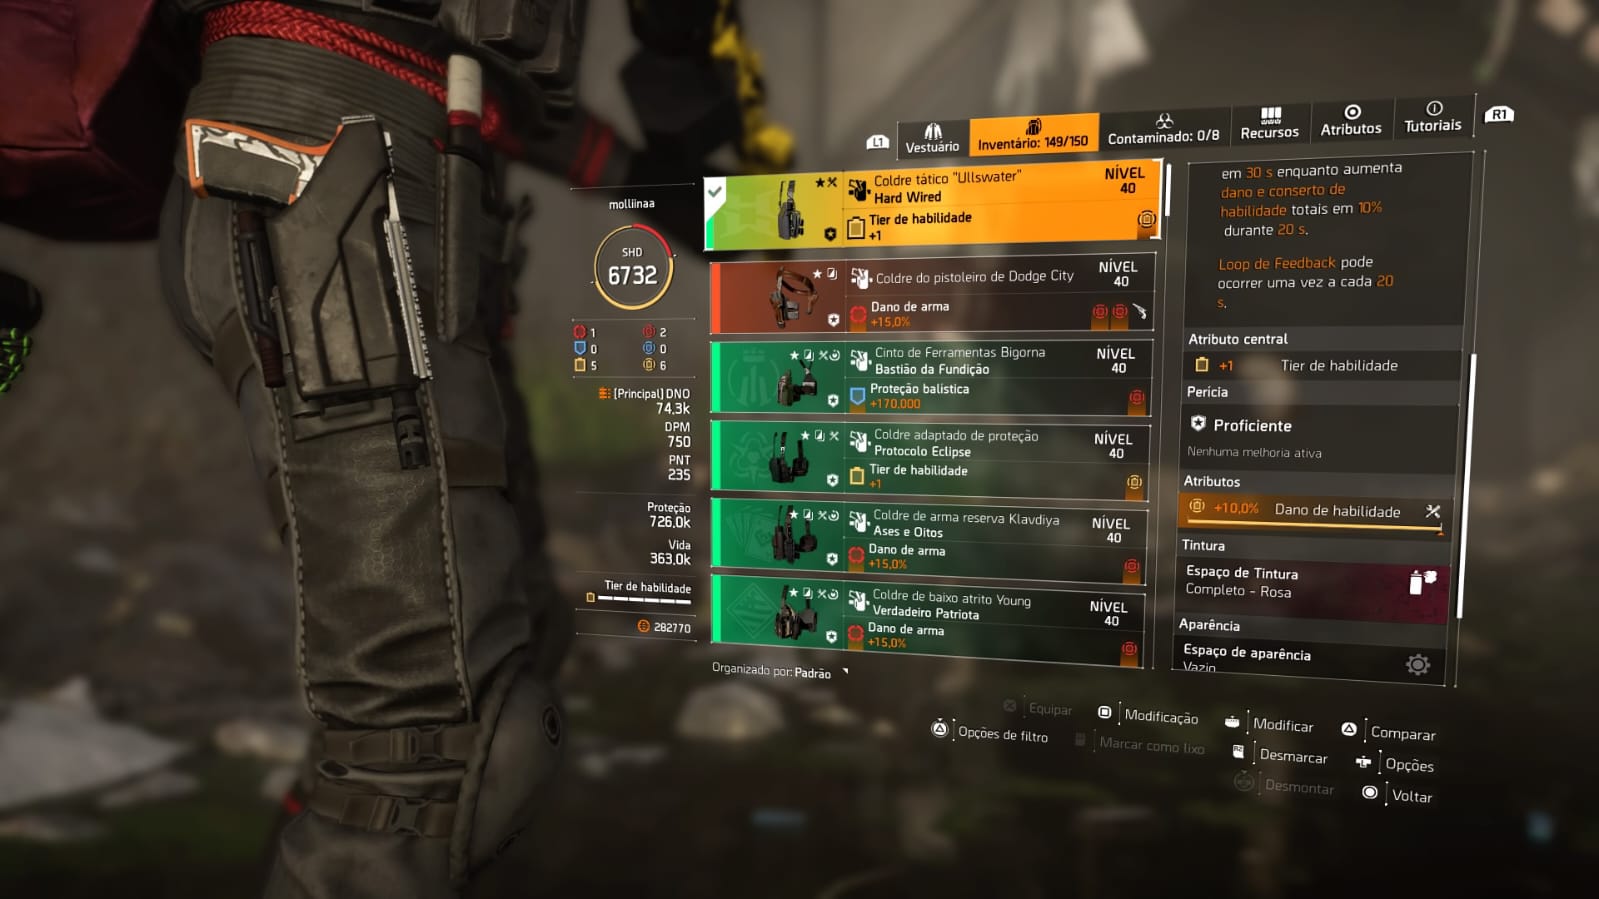 L1
Vestuário
Inventário: 149/150
Contaminado: 0/8
Recursos
Atributos
Tutoriais
R1
molliinaa
SHD
6732
1
2
0
0
5
6
[Principal] DNO
74,3k
DPM
750
PNT
235
Proteção
726,0k
Vida
363,0k
Tier de habilidade
282770
Coldre tático "Ullswater"
Hard Wired
NÍVEL
40
Tier de habilidade
+1
Coldre do pistoleiro de Dodge City
NÍVEL
40
Dano de arma
+15,0%
Cinto de Ferramentas Bigorna
Bastião da Fundição
NÍVEL
40
Proteção balística
+170.000
Coldre adaptado de proteção
Protocolo Eclipse
NÍVEL
40
Tier de habilidade
+1
Coldre de arma reserva Klavdiya
Ases e Oitos
NÍVEL
40
Dano de arma
+15,0%
Coldre de baixo atrito Young
Verdadeiro Patriota
NÍVEL
40
Dano de arma
+15,0%
Organizado por: Padrão
em 30 s enquanto aumenta
dano e conserto de
habilidade totais em 10%
durante 20 s.
Loop de Feedback pode
ocorrer uma vez a cada 20
s.
Atributo central
+1 Tier de habilidade
Perícia
Proficiente
Nenhuma melhoria ativa
Atributos
+10,0% Dano de habilidade
Tintura
Espaço de Tintura
Completo - Rosa
Aparência
Espaço de aparência
Vazio
Equipar
Modificação
Modificar
Comparar
Opções de filtro
Marcar como lixo
R2
Desmarcar
Opções
Desmontar
Voltar